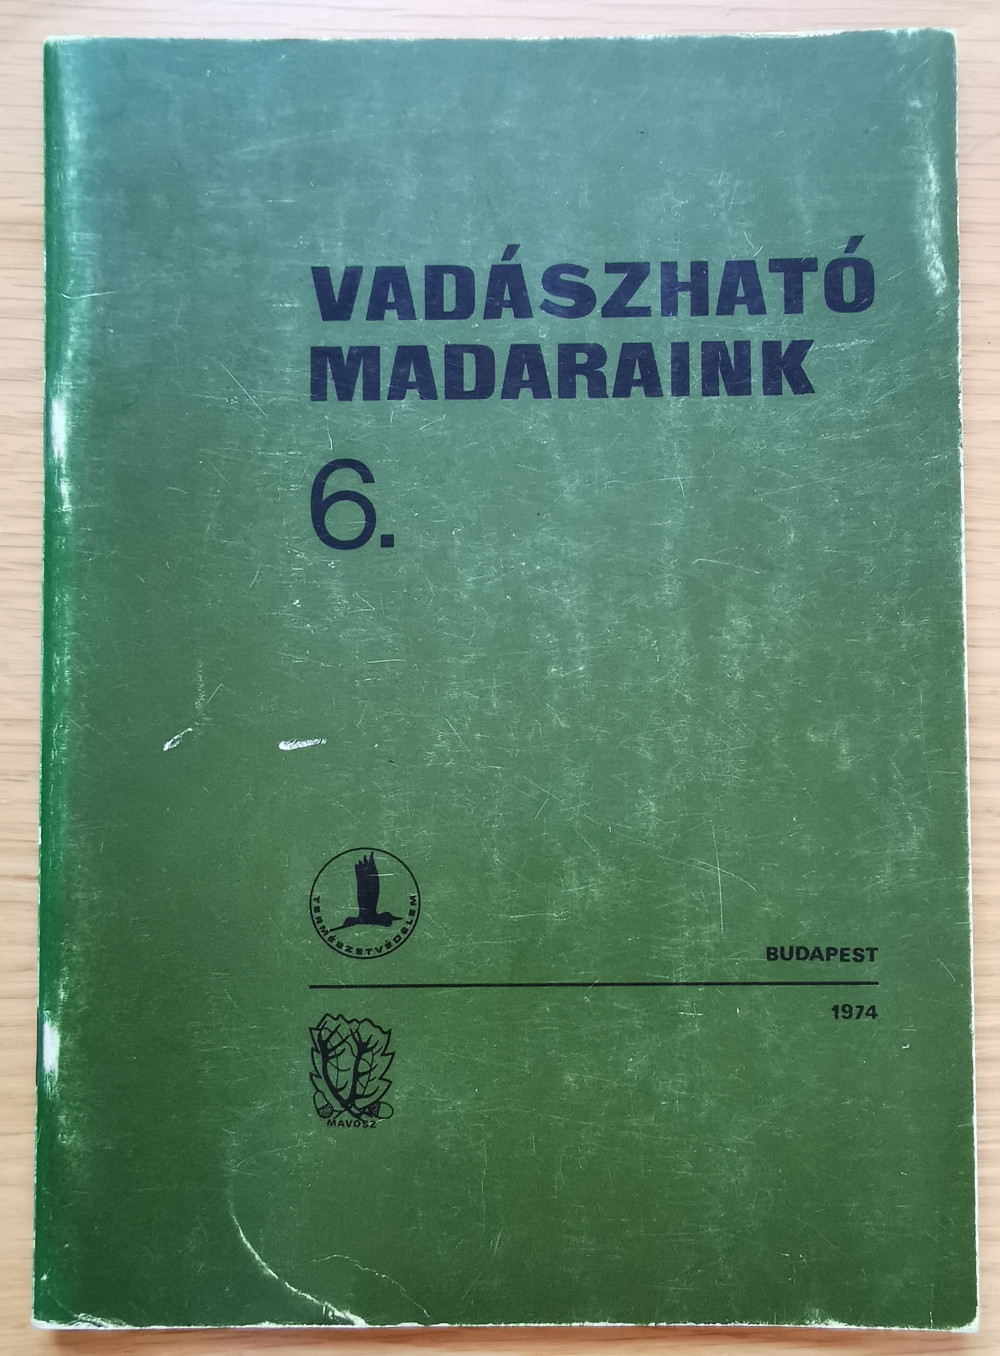 VADÁSZHATÓ
MADARAINK
6.
TERMÉSZETVÉDELEM
BUDAPEST
1974
MAVOSZ